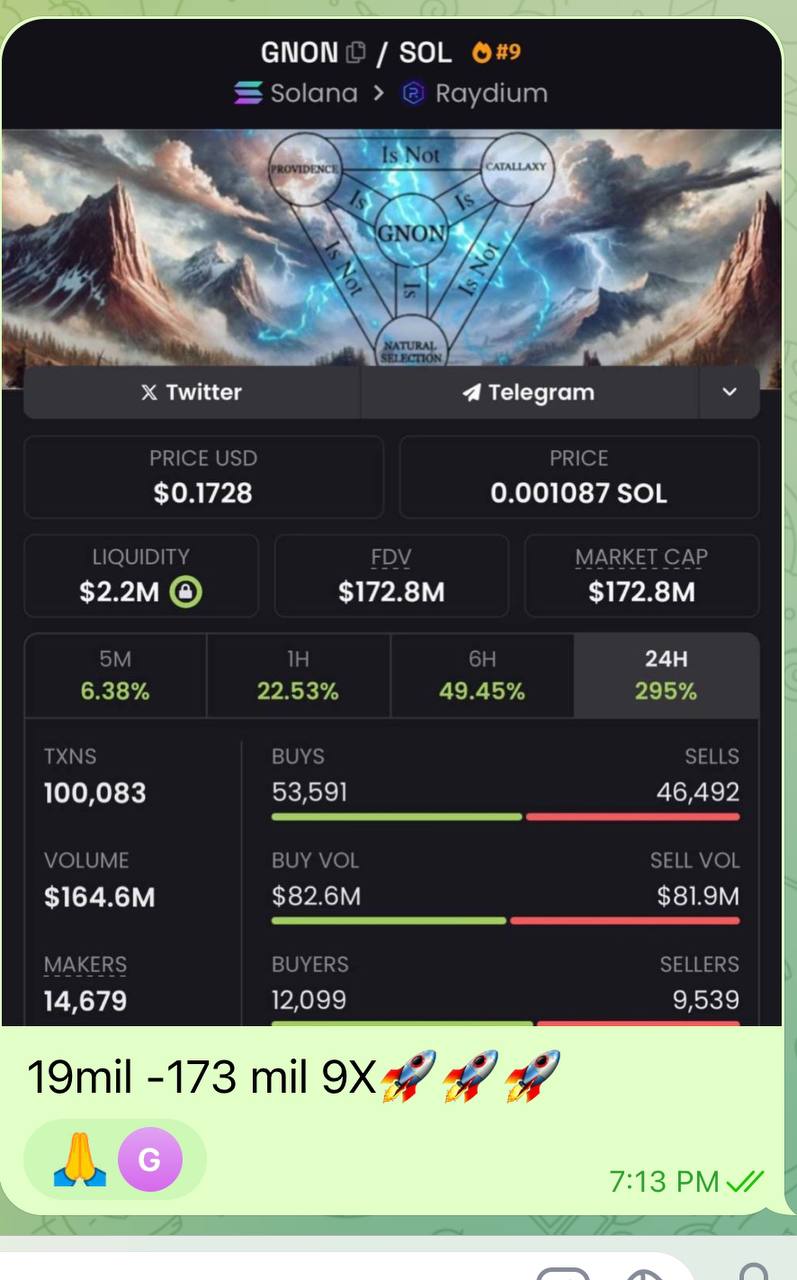 GNON / SOL #9
Solana > Raydium
Is Not
PROVIDENCE
CATALLAXY
Is
Is
GNON
Is Not
Is
Is Not
NATURAL
SELECTION
X Twitter
Telegram
PRICE USD
$0.1728
PRICE
0.001087 SOL
LIQUIDITY
$2.2M
FDV
$172.8M
MARKET CAP
$172.8M
5M
6.38%
1H
22.53%
6H
49.45%
24H
295%
TXNS
100,083
BUYS
53,591
SELLS
46,492
VOLUME
$164.6M
BUY VOL
$82.6M
SELL VOL
$81.9M
MAKERS
14,679
BUYERS
12,099
SELLERS
9,539
19mil -173 mil 9X🚀🚀🚀
🙏 G
7:13 PM